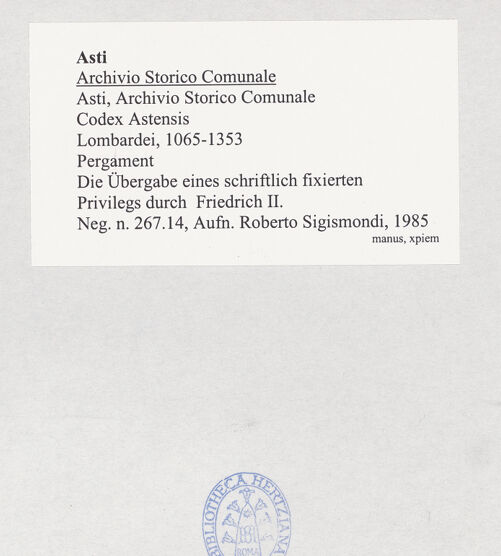 Asti
Archivio Storico Comunale
Asti, Archivio Storico Comunale
Codex Astensis
Lombardei, 1065-1353
Pergament
Die Übergabe eines schriftlich fixierten
Privilegs durch  Friedrich II.
Neg. n. 267.14, Aufn. Roberto Sigismondi, 1985
manus, xpiem
BIBLIOTHECA HERTZIANA
ROMA